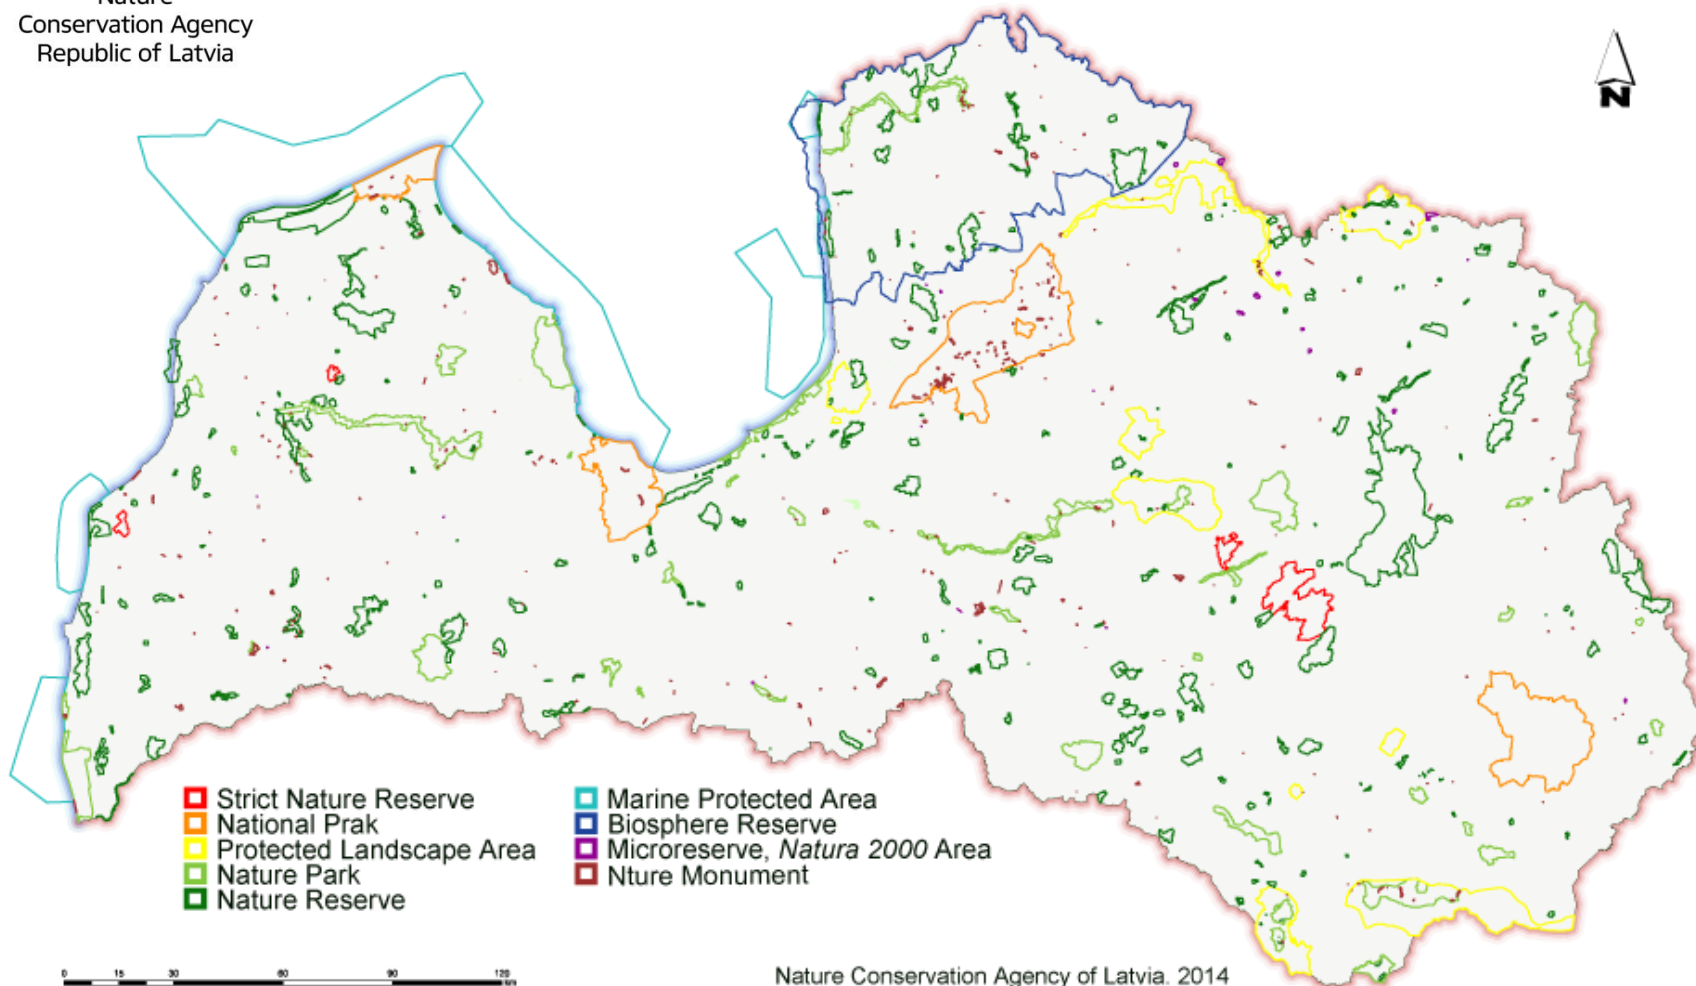 Nature
Conservation Agency
Republic of Latvia
N
Strict Nature Reserve
National Prak
Protected Landscape Area
Nature Park
Nature Reserve
Marine Protected Area
Biosphere Reserve
Microreserve, Natura 2000 Area
Nture Monument
0 15 30 60 90 120
Nature Conservation Agency of Latvia. 2014